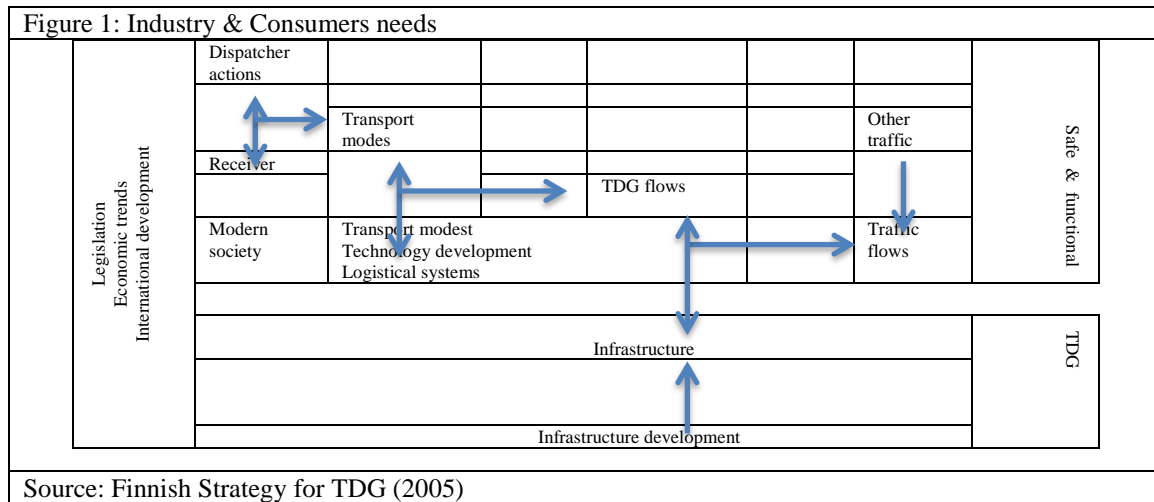 Figure 1: Industry & Consumers needs
Legislation
Economic trends
International development
Dispatcher
actions
Transport
modes
Other
traffic
Receiver
TDG flows
Modern
society
Transport modest
Technology development
Logistical systems
Traffic
flows
Safe & functional
Infrastructure
TDG
Infrastructure development
Source: Finnish Strategy for TDG (2005)